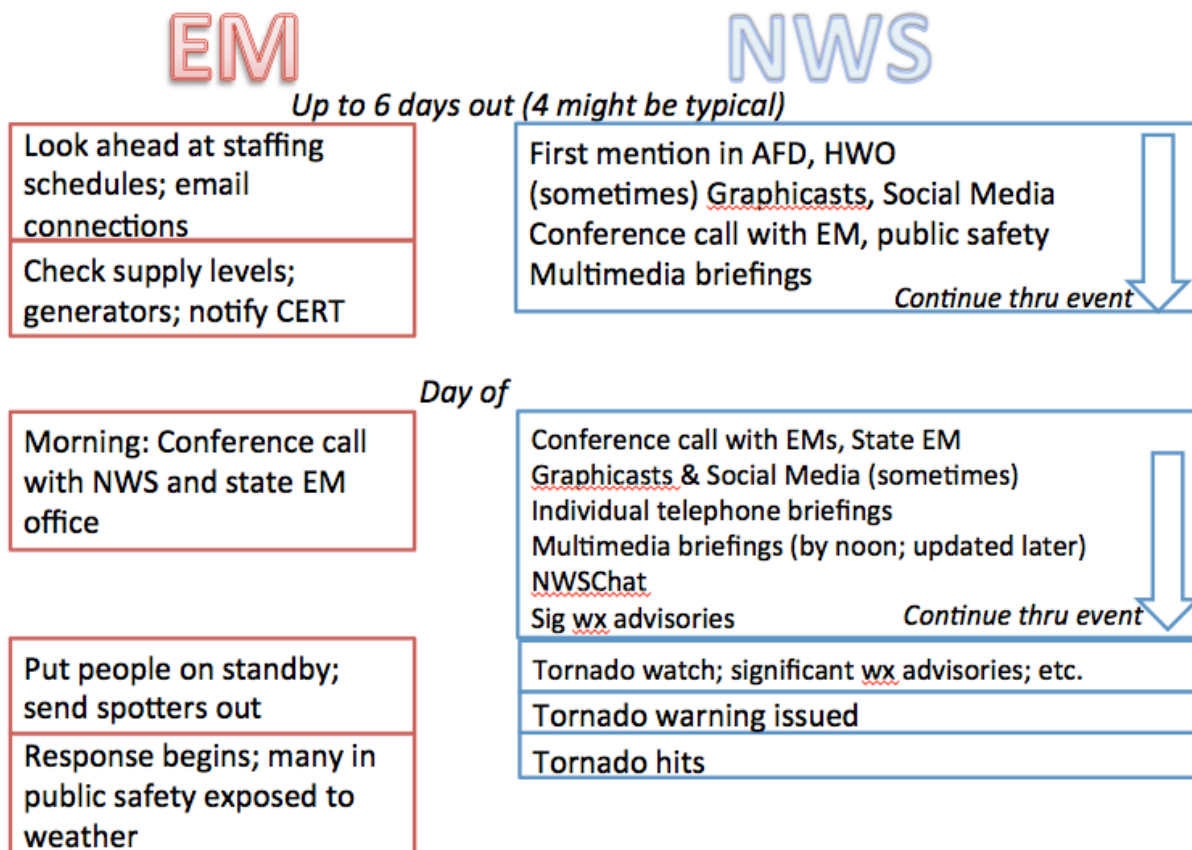 EM
NWS
Up to 6 days out (4 might be typical)
Look ahead at staffing
schedules; email
connections
Check supply levels;
generators; notify CERT
First mention in AFD, HWO
(sometimes) Graphicasts, Social Media
Conference call with EM, public safety
Multimedia briefings
Continue thru event
Day of
Morning: Conference call
with NWS and state EM
office
Conference call with EMs, State EM
Graphicasts & Social Media (sometimes)
Individual telephone briefings
Multimedia briefings (by noon; updated later)
NWSChat
Sig wx advisories
Continue thru event
Put people on standby;
send spotters out
Response begins; many in
public safety exposed to
weather
Tornado watch; significant wx advisories; etc.
Tornado warning issued
Tornado hits